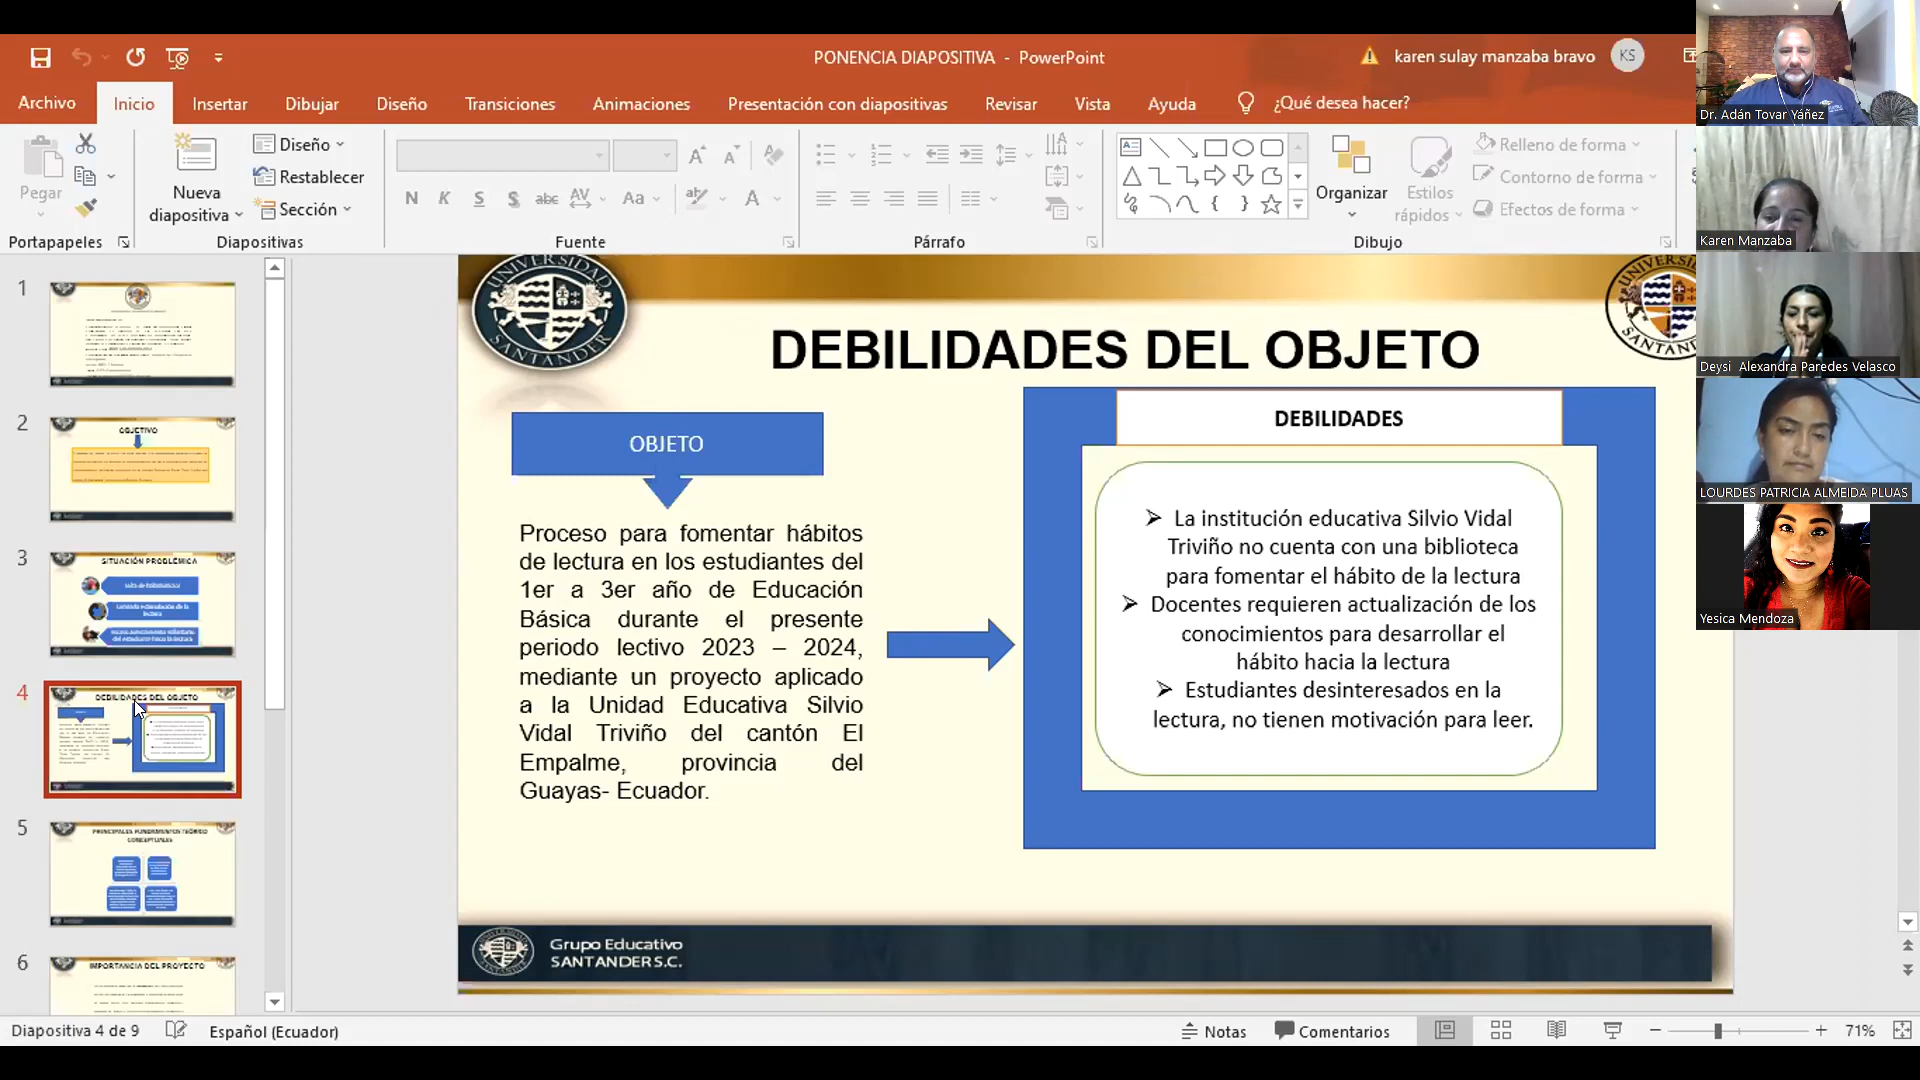 PONENCIA DIAPOSITIVA - PowerPoint
karen sulay manzaba bravo
KS
Archivo
Inicio
Insertar
Dibujar
Diseño
Transiciones
Animaciones
Presentación con diapositivas
Revisar
Vista
Ayuda
¿Qué desea hacer?
Pegar
Nueva
diapositiva
Diseño
Restablecer
Sección
N K S S abc AV Aa A
Organizar
Estilos
rápidos
Relleno de forma
Contorno de forma
Efectos de forma
Portapapeles
Diapositivas
Fuente
Párrafo
Dibujo
1
2
OBJETIVO
3
SITUACIÓN PROBLÉMICA
4
DEBILIDADES DEL OBJETO
5
PRINCIPALES FUNDAMENTOS TEÓRICO
CONCEPTUALES
6
IMPORTANCIA DEL PROYECTO
UNIVERSIDAD
SANTANDER
DEBILIDADES DEL OBJETO
OBJETO
Proceso para fomentar hábitos
de lectura en los estudiantes del
1er a 3er año de Educación
Básica durante el presente
periodo lectivo 2023 – 2024,
mediante un proyecto aplicado
a la Unidad Educativa Silvio
Vidal Triviño del cantón El
Empalme, provincia del
Guayas- Ecuador.
DEBILIDADES
➢ La institución educativa Silvio Vidal
Triviño no cuenta con una biblioteca
para fomentar el hábito de la lectura
➢ Docentes requieren actualización de los
conocimientos para desarrollar el
hábito hacia la lectura
➢ Estudiantes desinteresados en la
lectura, no tienen motivación para leer.
Grupo Educativo
SANTANDER S.C.
Dr. Adán Tovar Yáñez
Karen Manzaba
Deysi Alexandra Paredes Velasco
LOURDES PATRICIA ALMEIDA PLUAS
Yesica Mendoza
Diapositiva 4 de 9
Español (Ecuador)
Notas
Comentarios
71%